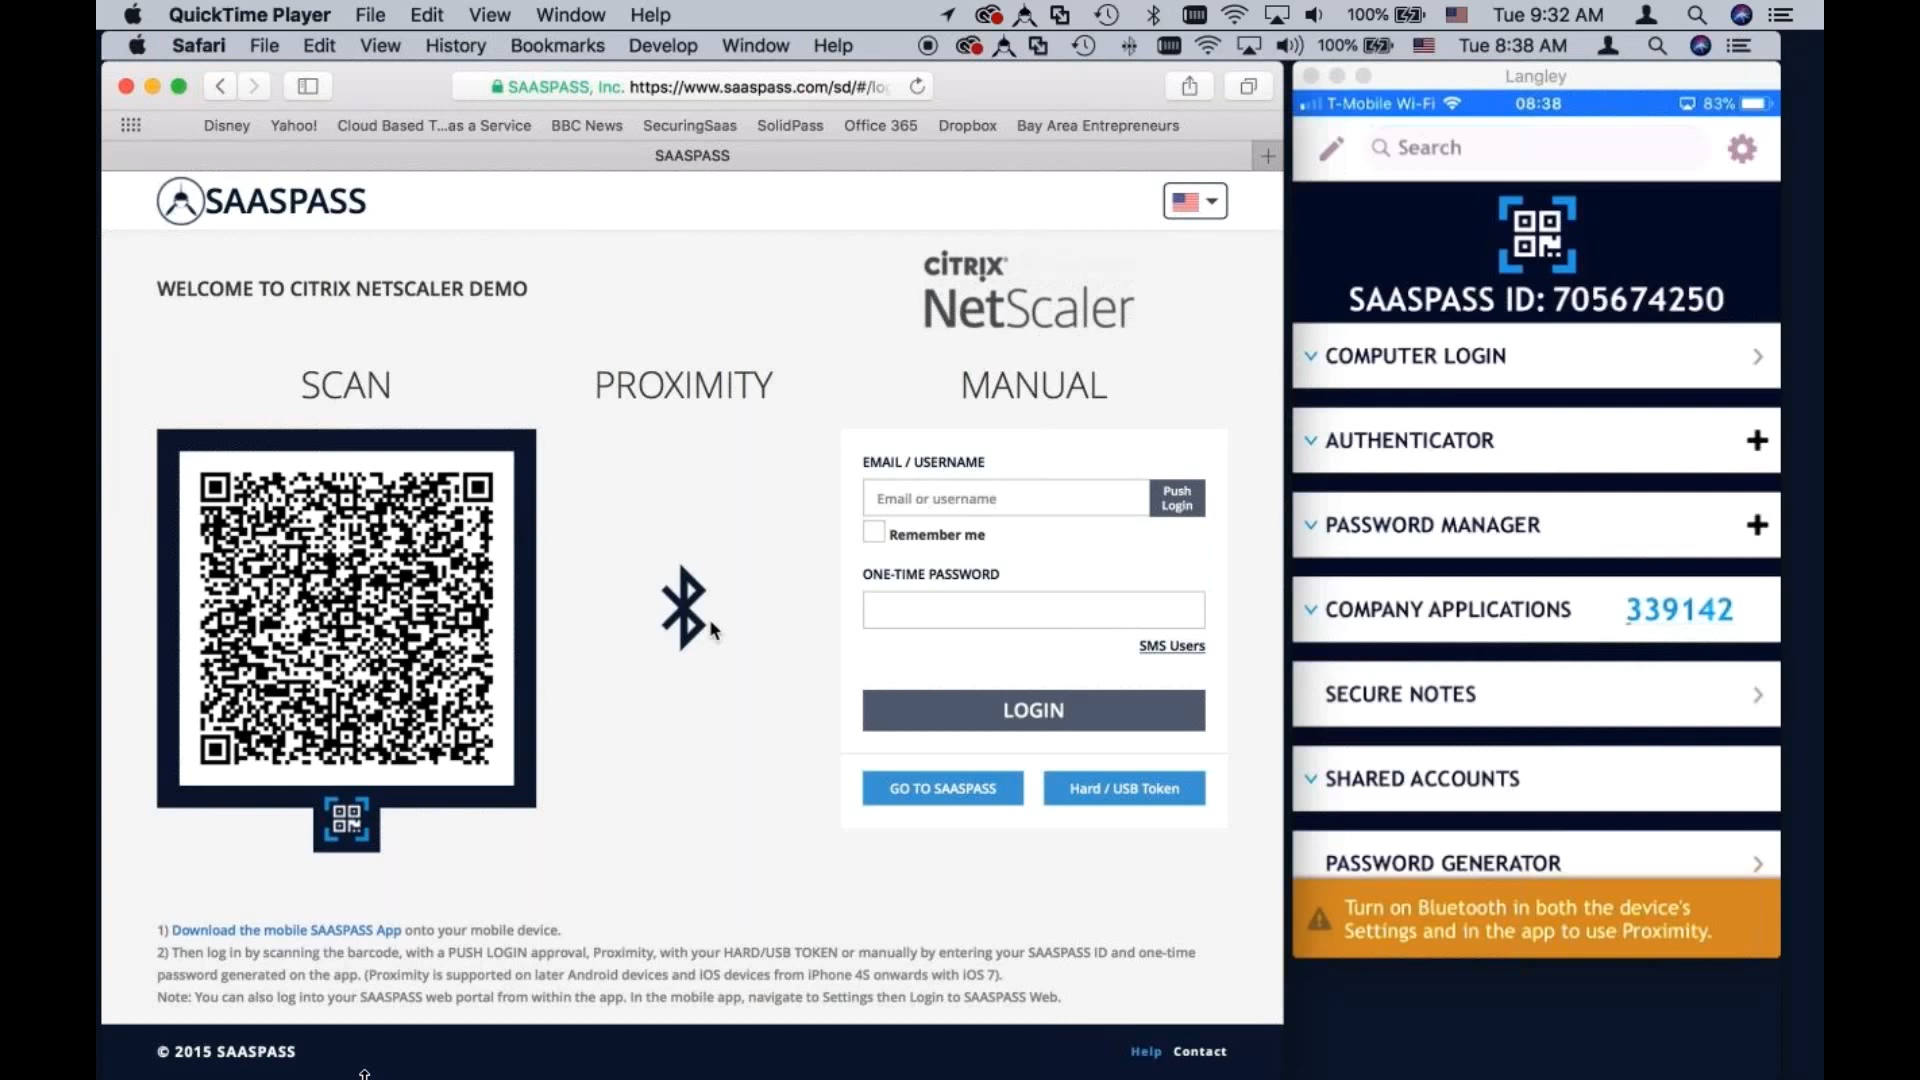 QuickTime Player File Edit View Window Help 100% Tue 9:32 AM
Safari File Edit View History Bookmarks Develop Window Help 100% Tue 8:38 AM
SAASPASS, Inc. https://www.saaspass.com/sd/#/lo
Disney Yahoo! Cloud Based T...as a Service BBC News SecuringSaas SolidPass Office 365 Dropbox Bay Area Entrepreneurs
SAASPASS
SAASPASS
WELCOME TO CITRIX NETSCALER DEMO
CİTRIX
NetScaler
SCAN
PROXIMITY
MANUAL
EMAIL / USERNAME
Email or username
Push
Login
Remember me
ONE-TIME PASSWORD
SMS Users
LOGIN
GO TO SAASPASS
Hard / USB Token
1) Download the mobile SAASPASS App onto your mobile device.
2) Then log in by scanning the barcode, with a PUSH LOGIN approval, Proximity, with your HARD/USB TOKEN or manually by entering your SAASPASS ID and one-time
password generated on the app. (Proximity is supported on later Android devices and iOS devices from iPhone 4S onwards with iOS 7).
Note: You can also log into your SAASPASS web portal from within the app. In the mobile app, navigate to Settings then Login to SAASPASS Web.
© 2015 SAASPASS
Help Contact
Langley
T-Mobile Wi-Fi 08:38 83%
Search
SAASPASS ID: 705674250
COMPUTER LOGIN
AUTHENTICATOR
PASSWORD MANAGER
COMPANY APPLICATIONS 339142
SECURE NOTES
SHARED ACCOUNTS
PASSWORD GENERATOR
Turn on Bluetooth in both the device's
Settings and in the app to use Proximity.